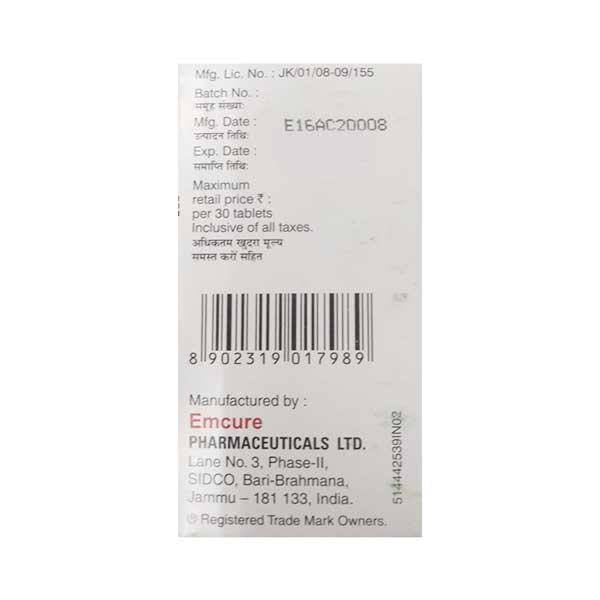 Mfg. Lic. No. : JK/01/08-09/155
Batch No. :
समूह संख्याः
Mfg. Date :
उत्पादन तिथिः
E16AC20008
Exp. Date :
समाप्ति तिथिः
Maximum
retail price ₹ :
per 30 tablets
Inclusive of all taxes.
अधिकतम खुदरा मूल्य
समस्त करों सहित
8 902319 017989
Manufactured by :
Emcure
PHARMACEUTICALS LTD.
Lane No. 3, Phase-II,
SIDCO, Bari-Brahmana,
Jammu – 181 133, India.
® Registered Trade Mark Owners.
514442539IN02